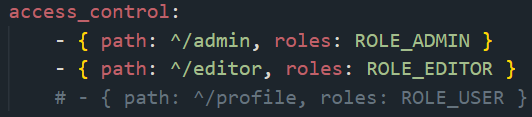 access_control:
    - { path: ^/admin, roles: ROLE_ADMIN }
    - { path: ^/editor, roles: ROLE_EDITOR }
    # - { path: ^/profile, roles: ROLE_USER }